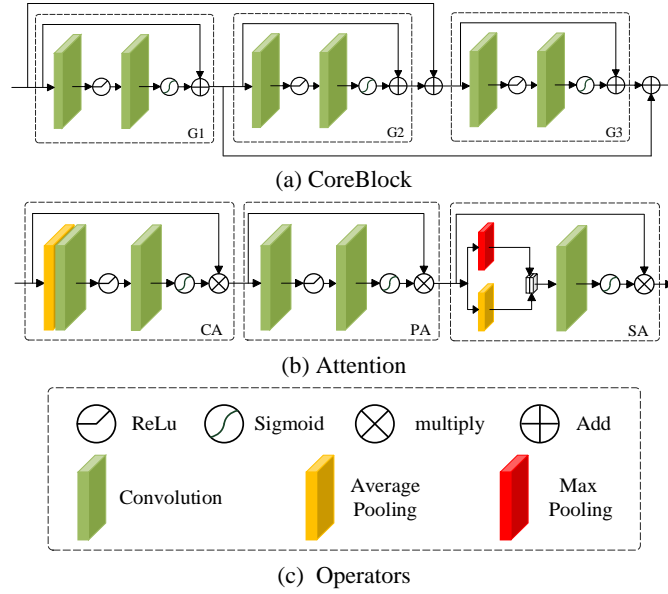 G1
G2
G3
(a) CoreBlock
CA
PA
SA
(b) Attention
ReLu
Sigmoid
multiply
Add
Convolution
Average
Pooling
Max
Pooling
(c) Operators